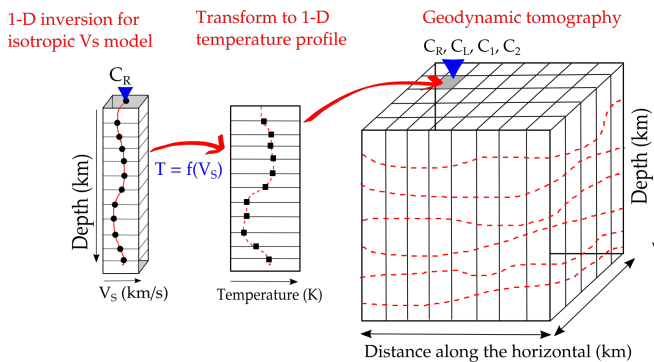 1-D inversion for
isotropic Vs model
Transform to 1-D
temperature profile
Geodynamic tomography
C_R
C_R, C_L, C_1, C_2
Depth (km)
T = f(V_S)
Depth (km)
V_S (km/s)
Temperature (K)
Distance along the horizontal (km)